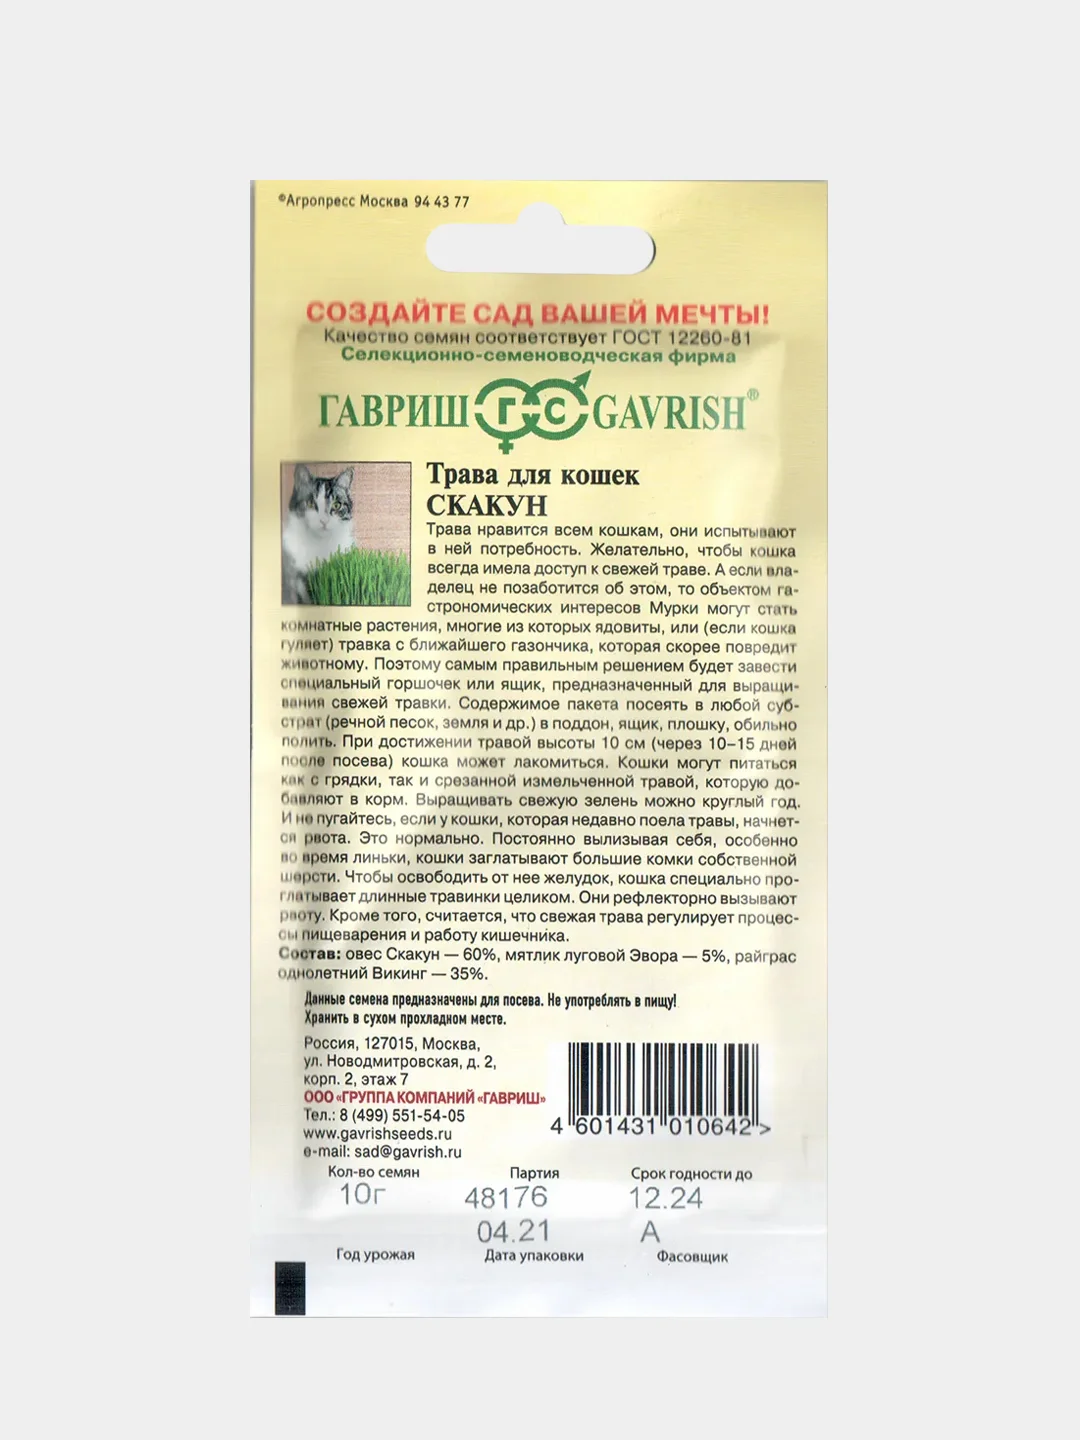 ©Агропресс Москва 94 43 77
СОЗДАЙТЕ САД ВАШЕЙ МЕЧТЫ!
Качество семян соответствует ГОСТ 12260-81
Селекционно-семеноводческая фирма
ГАВРИШ Г-С GAVRISH®
Трава для кошек
СКАКУН
Трава нравится всем кошкам, они испытывают
в ней потребность. Желательно, чтобы кошка
всегда имела доступ к свежей траве. А если вла-
делец не позаботится об этом, то объектом га-
строномических интересов Мурки могут стать
комнатные растения, многие из которых ядовиты, или (если кошка
гуляет) травка с ближайшего газончика, которая скорее повредит
животному. Поэтому самым правильным решением будет завести
специальный горшочек или ящик, предназначенный для выращи-
вания свежей травки. Содержимое пакета посеять в любой суб-
страт (речной песок, земля и др.) в поддон, ящик, плошку, обильно
полить. При достижении травой высоты 10 см (через 10–15 дней
после посева) кошка может лакомиться. Кошки могут питаться
как с грядки, так и срезанной измельченной травой, которую до-
бавляют в корм. Выращивать свежую зелень можно круглый год.
И не пугайтесь, если у кошки, которая недавно поела травы, начнет-
ся рвота. Это нормально. Постоянно вылизывая себя, особенно
во время линьки, кошки заглатывают большие комки собственной
шерсти. Чтобы освободить от нее желудок, кошка специально про-
глатывает длинные травинки целиком. Они рефлекторно вызывают
рвоту. Кроме того, считается, что свежая трава регулирует процес-
сы пищеварения и работу кишечника.
Состав: овес Скакун — 60%, мятлик луговой Эвора — 5%, райграс
однолетний Викинг — 35%.
Данные семена предназначены для посева. Не употреблять в пищу!
Хранить в сухом прохладном месте.
Россия, 127015, Москва,
ул. Новодмитровская, д. 2,
корп. 2, этаж 7
ООО «ГРУППА КОМПАНИЙ "ГАВРИШ»
Тел.: 8 (499) 551-54-05
www.gavrishseeds.ru
e-mail: sad@gavrish.ru
4 601431 010642 >
Кол-во семян Партия Срок годности до
10г 48176 12.24
04.21 А
Год урожая Дата упаковки Фасовщик